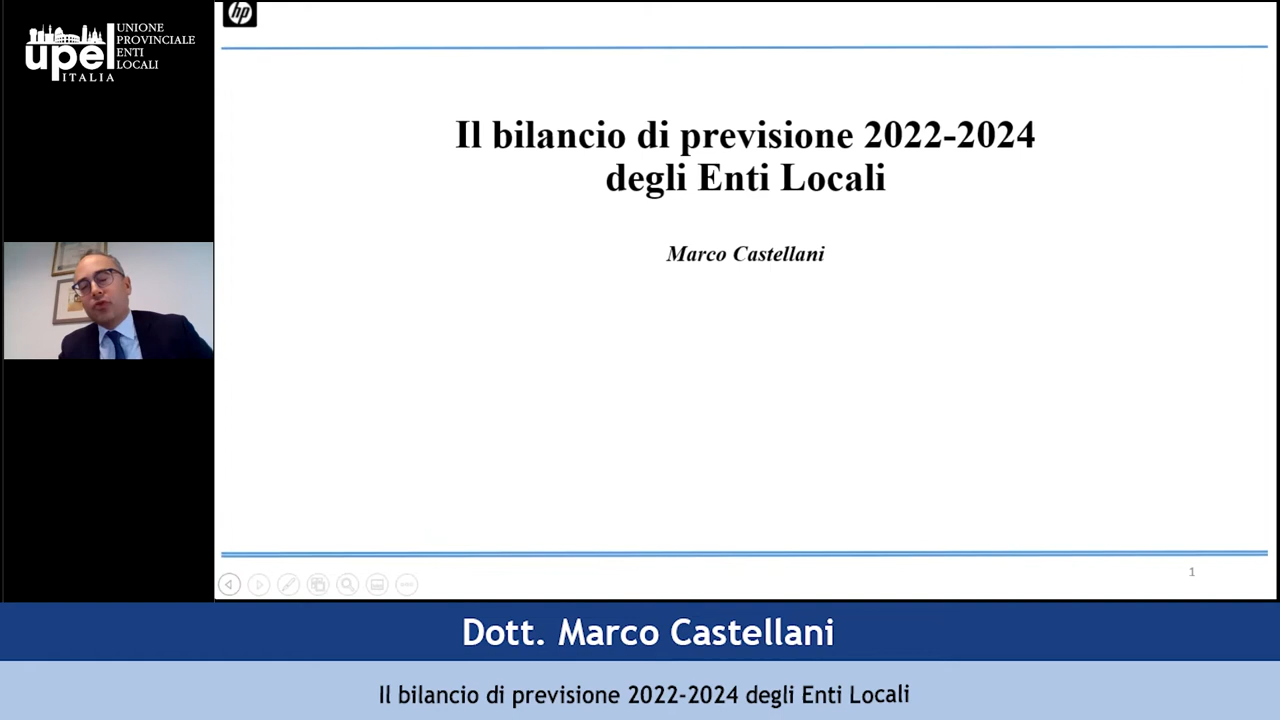 upel
ITALIA
UNIONE
PROVINCIALE
ENTI
LOCALI
hp
Il bilancio di previsione 2022-2024
degli Enti Locali
Marco Castellani
1
Dott. Marco Castellani
Il bilancio di previsione 2022-2024 degli Enti Locali